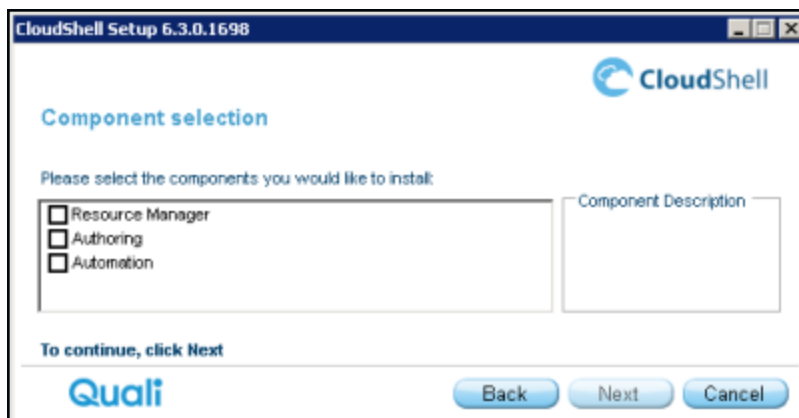 CloudShell Setup 6.3.0.1698
CloudShell
Component selection
Please select the components you would like to install:
Component Description
Resource Manager
Authoring
Automation
To continue, click Next
Quali
Back
Next
Cancel